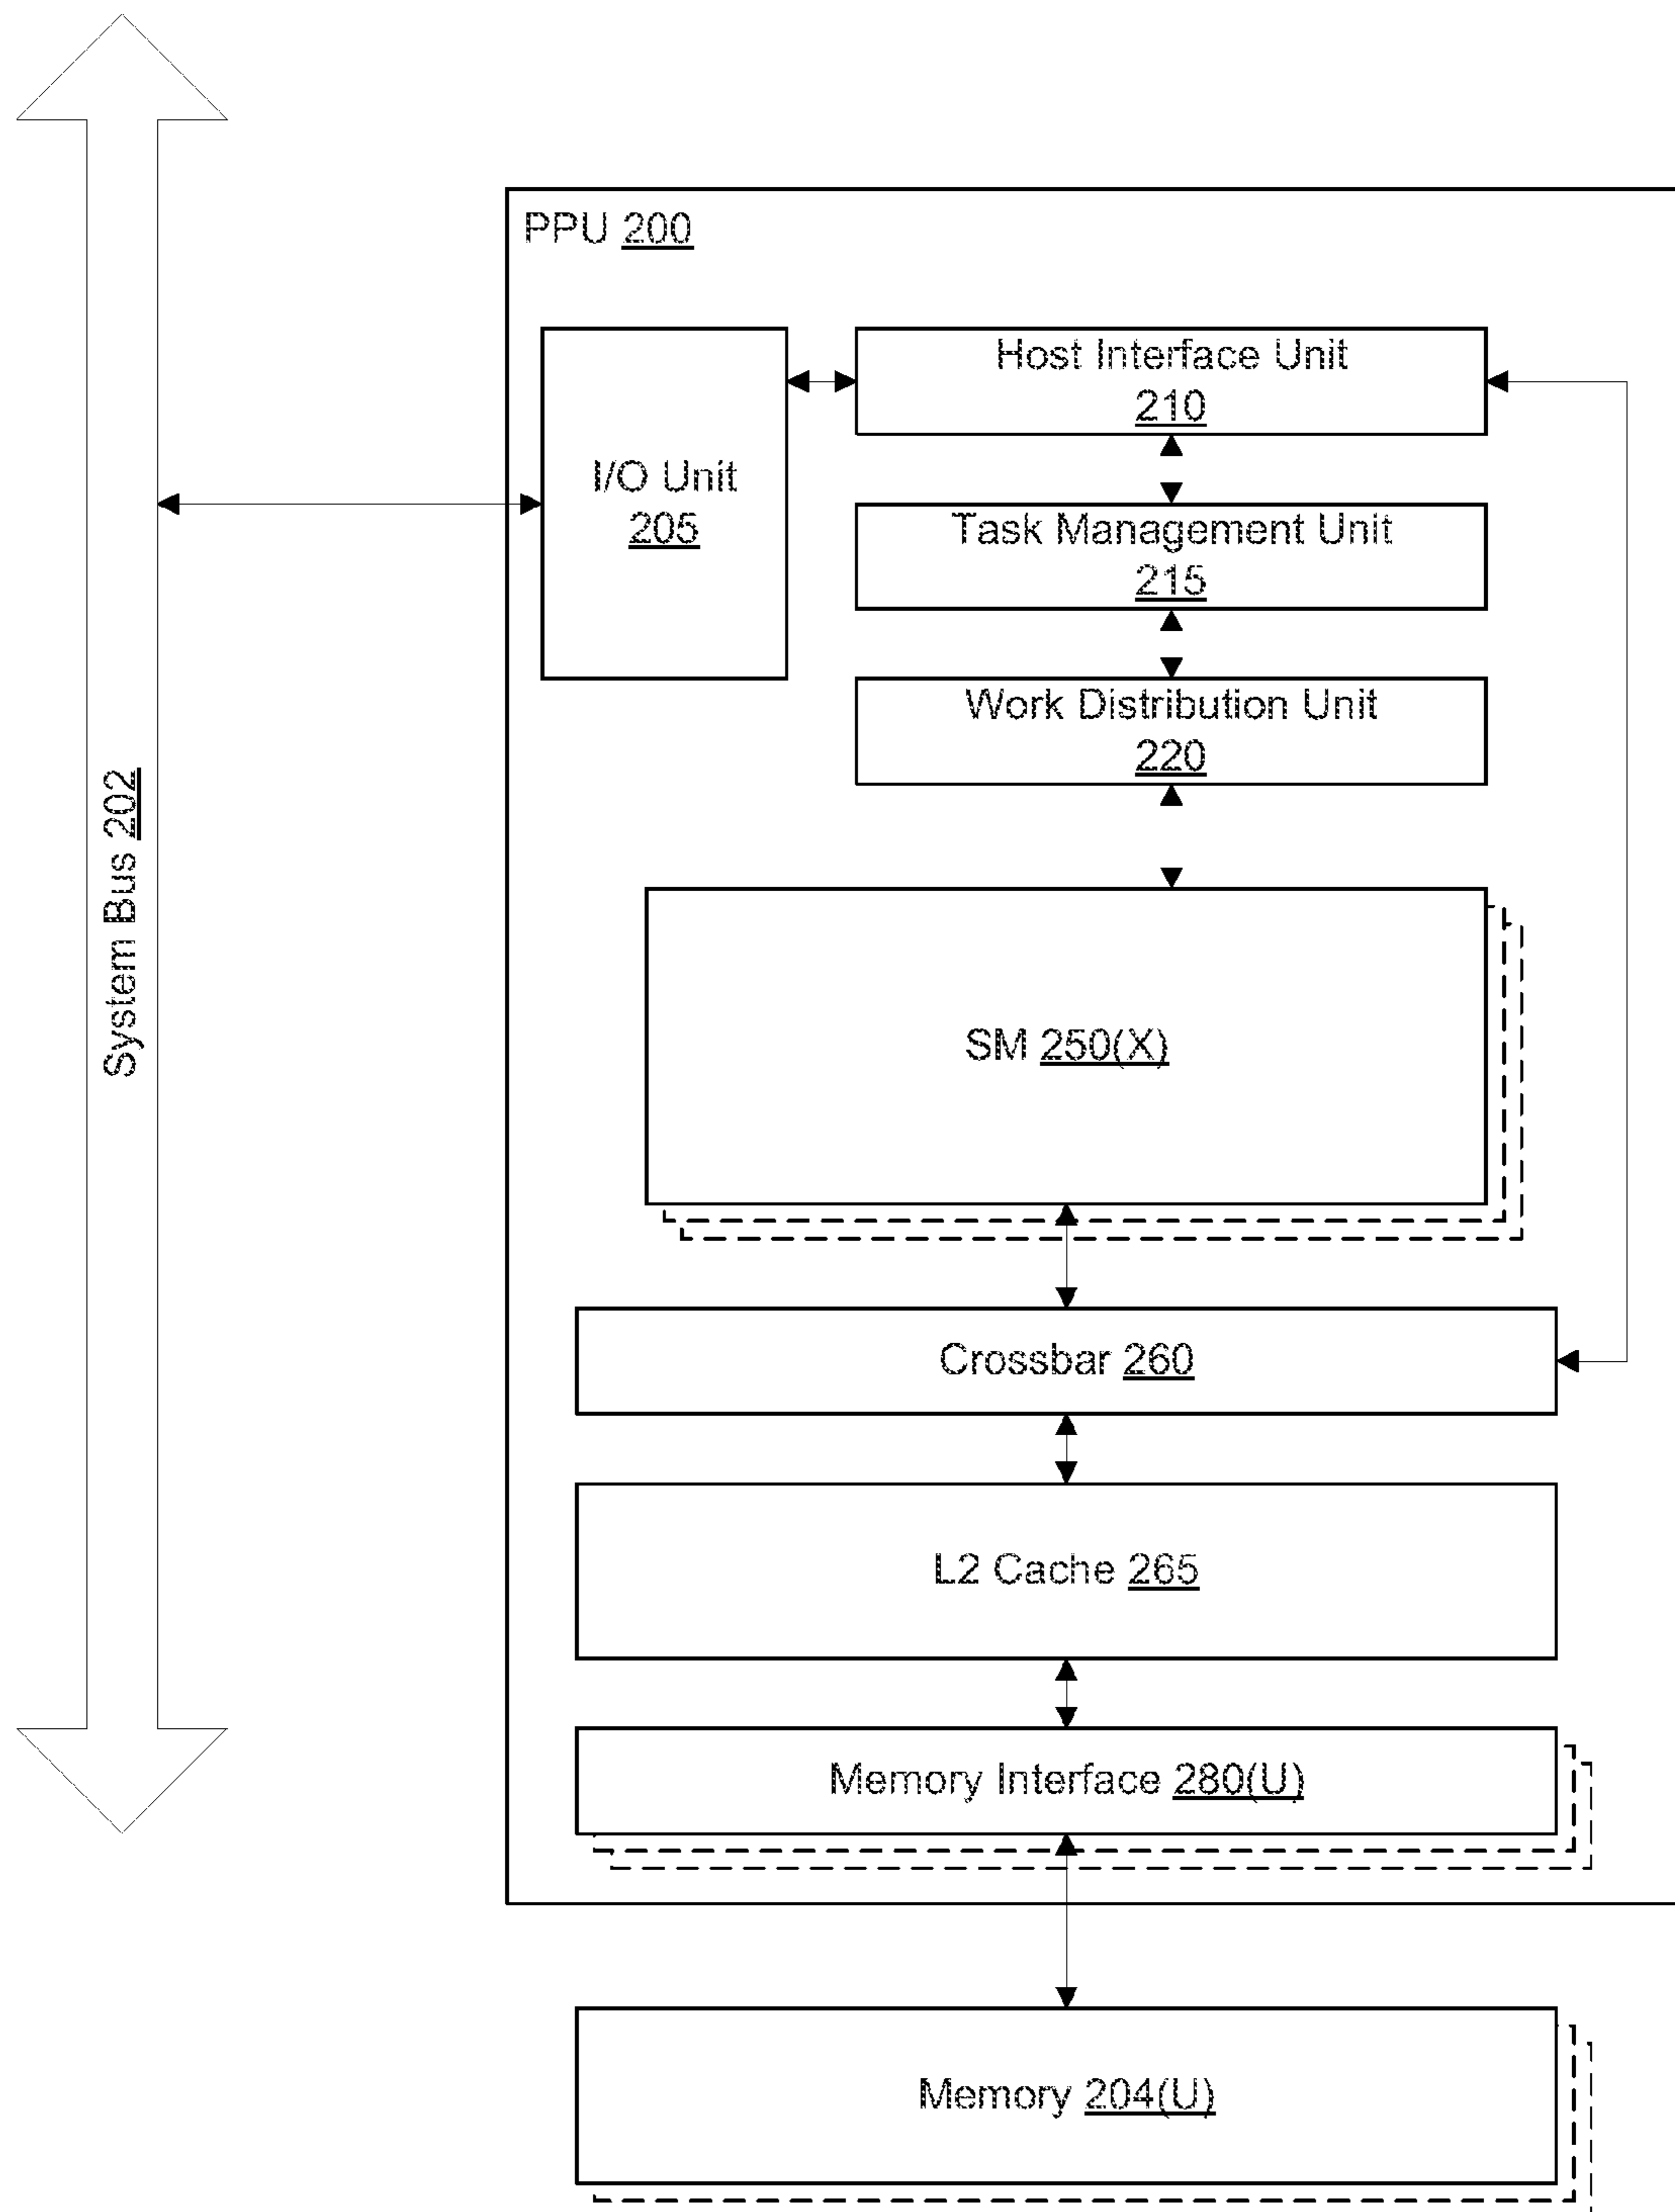 PPU 200
Host Interface Unit
210
I/O Unit
205
Task Management Unit
215
Work Distribution Unit
220
System Bus 202
SM 250(X)
Crossbar 260
L2 Cache 265
Memory Interface 280(U)
Memory 204(U)